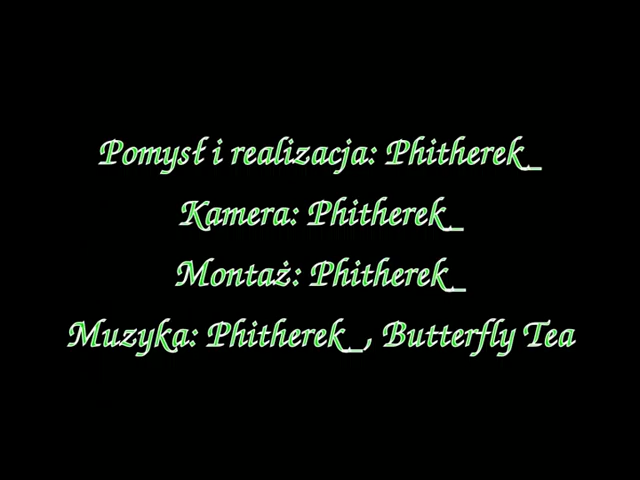 Pomysł i realizacja: Phitherek_
Kamera: Phitherek_
Montaż: Phitherek_
Muzyka: Phitherek_, Butterfly Tea